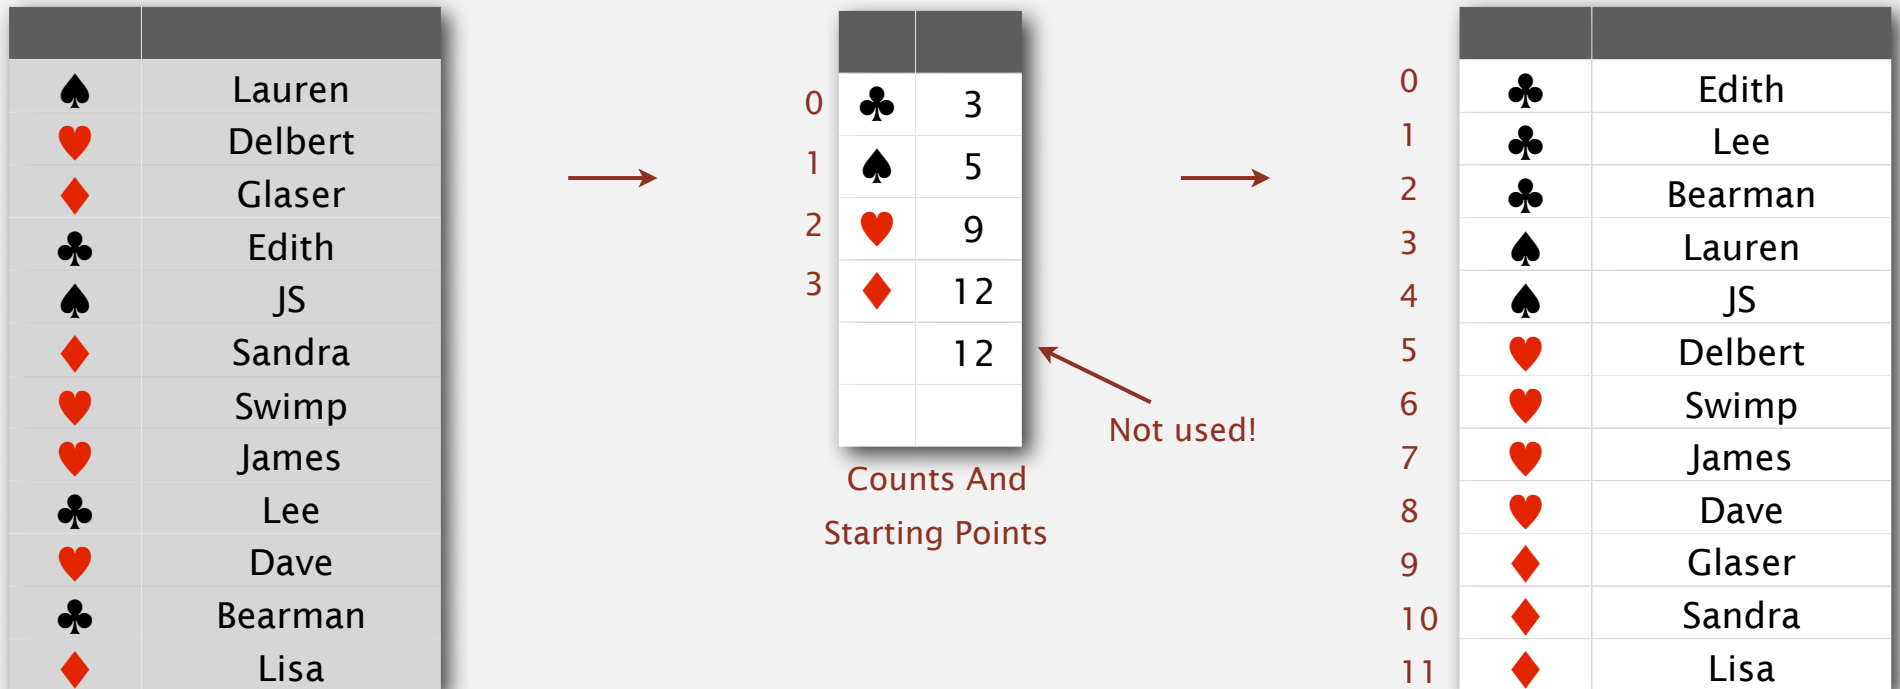 ♠ Lauren
♥ Delbert
♦ Glaser
♣ Edith
♠ JS
♦ Sandra
♥ Swimp
♥ James
♣ Lee
♥ Dave
♣ Bearman
♦ Lisa
0 ♣ 3
1 ♠ 5
2 ♥ 9
3 ♦ 12
12
Not used!
Counts And
Starting Points
0 ♣ Edith
1 ♣ Lee
2 ♣ Bearman
3 ♠ Lauren
4 ♠ JS
5 ♥ Delbert
6 ♥ Swimp
7 ♥ James
8 ♥ Dave
9 ♦ Glaser
10 ♦ Sandra
11 ♦ Lisa